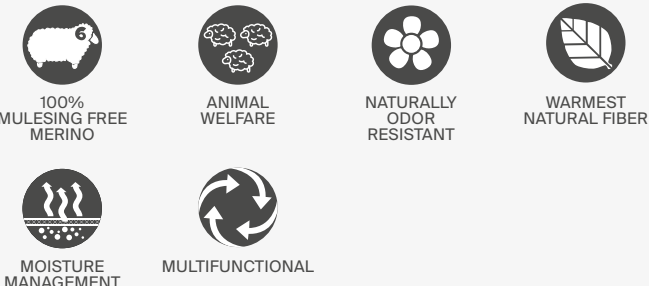 100%
MULESING FREE
MERINO
ANIMAL
WELFARE
NATURALLY
ODOR
RESISTANT
WARMEST
NATURAL FIBER
MOISTURE
MANAGEMENT
MULTIFUNCTIONAL